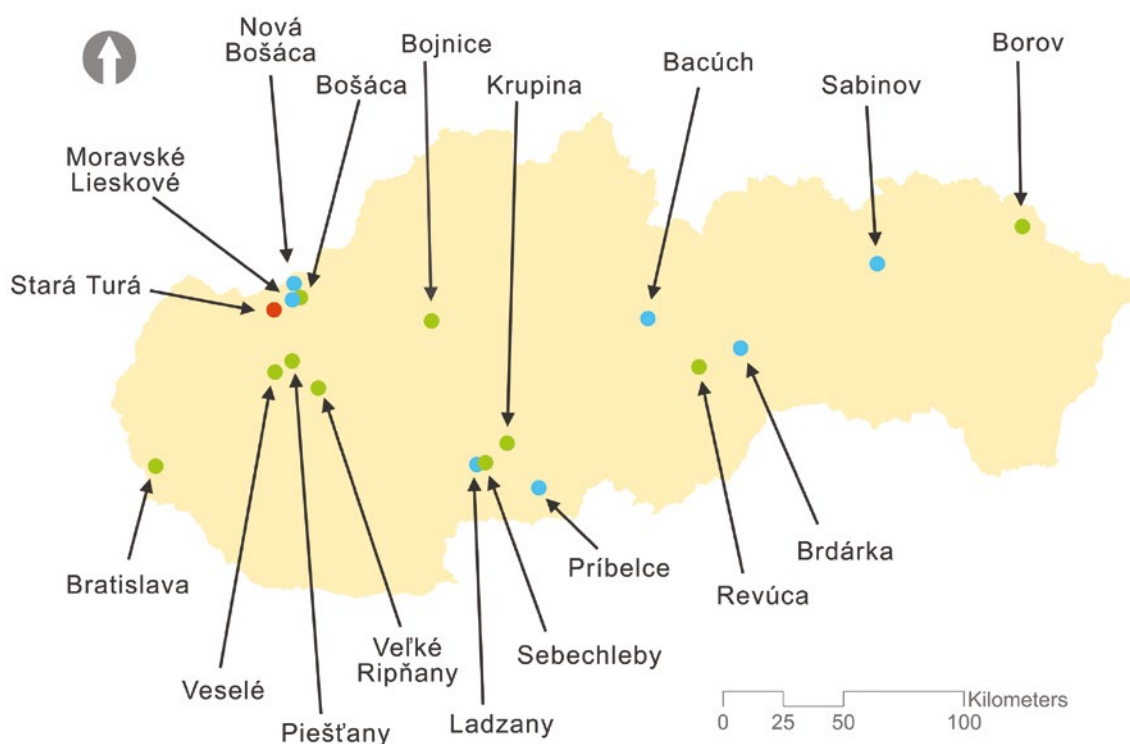 Nová
Bošáca
Bojnice
Borov
Bošáca
Krupina
Bacúch
Sabinov
Moravské
Lieskové
Stará Turá
Bratislava
Veselé
Piešťany
Veľké
Ripňany
Ladzany
Sebechleby
Príbelce
Revúca
Brdárka
Kilometers
0 25 50 100